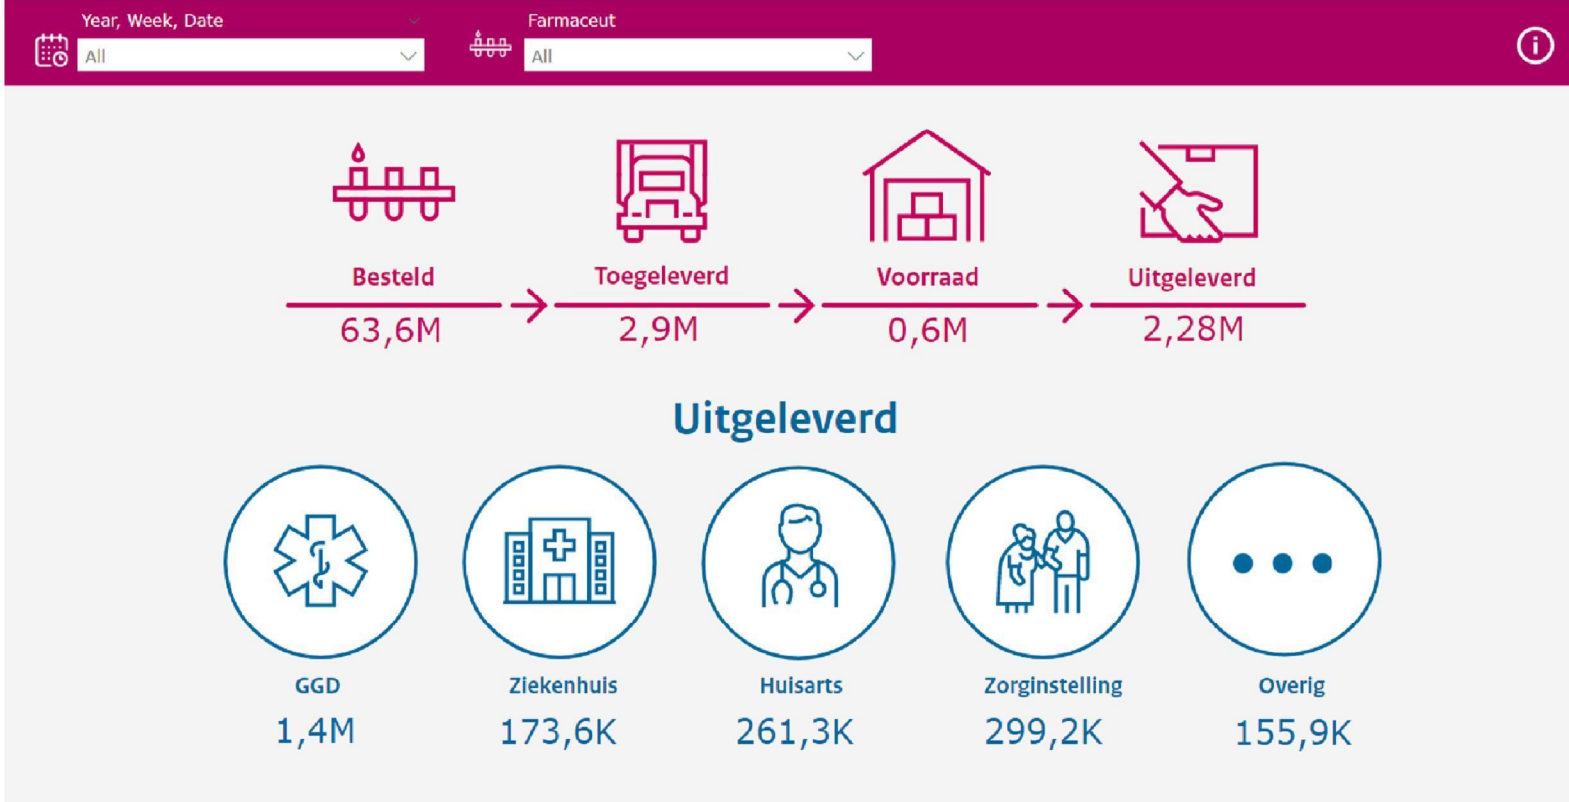 Year, Week, Date
All
Farmaceut
All
Besteld
63,6M
Toegeleverd
2,9M
Voorraad
0,6M
Uitgeleverd
2,28M
Uitgeleverd
GGD
1,4M
Ziekenhuis
173,6K
Huisarts
261,3K
Zorginstelling
299,2K
Overig
155,9K